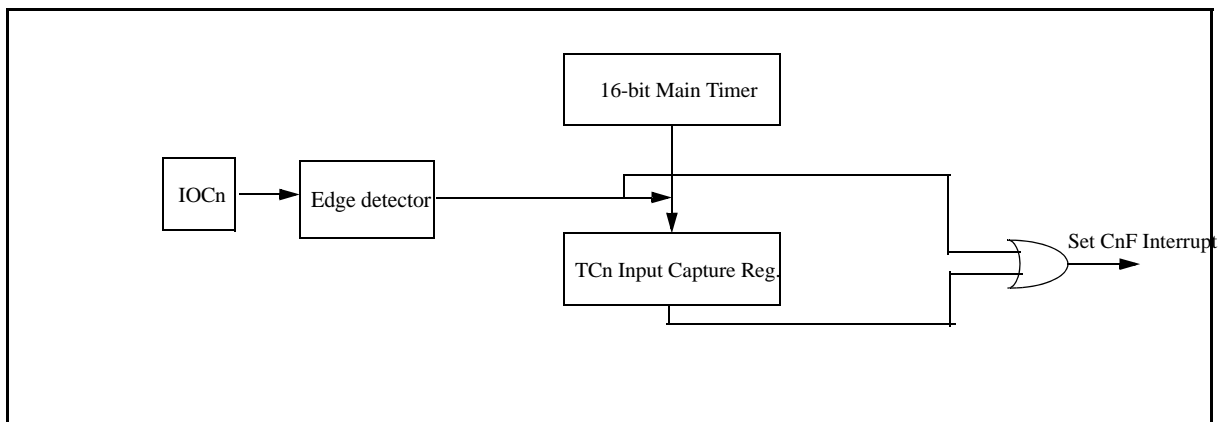 16-bit Main Timer
IOCn
Edge detector
Set CnF Interrupt
TCn Input Capture Reg.